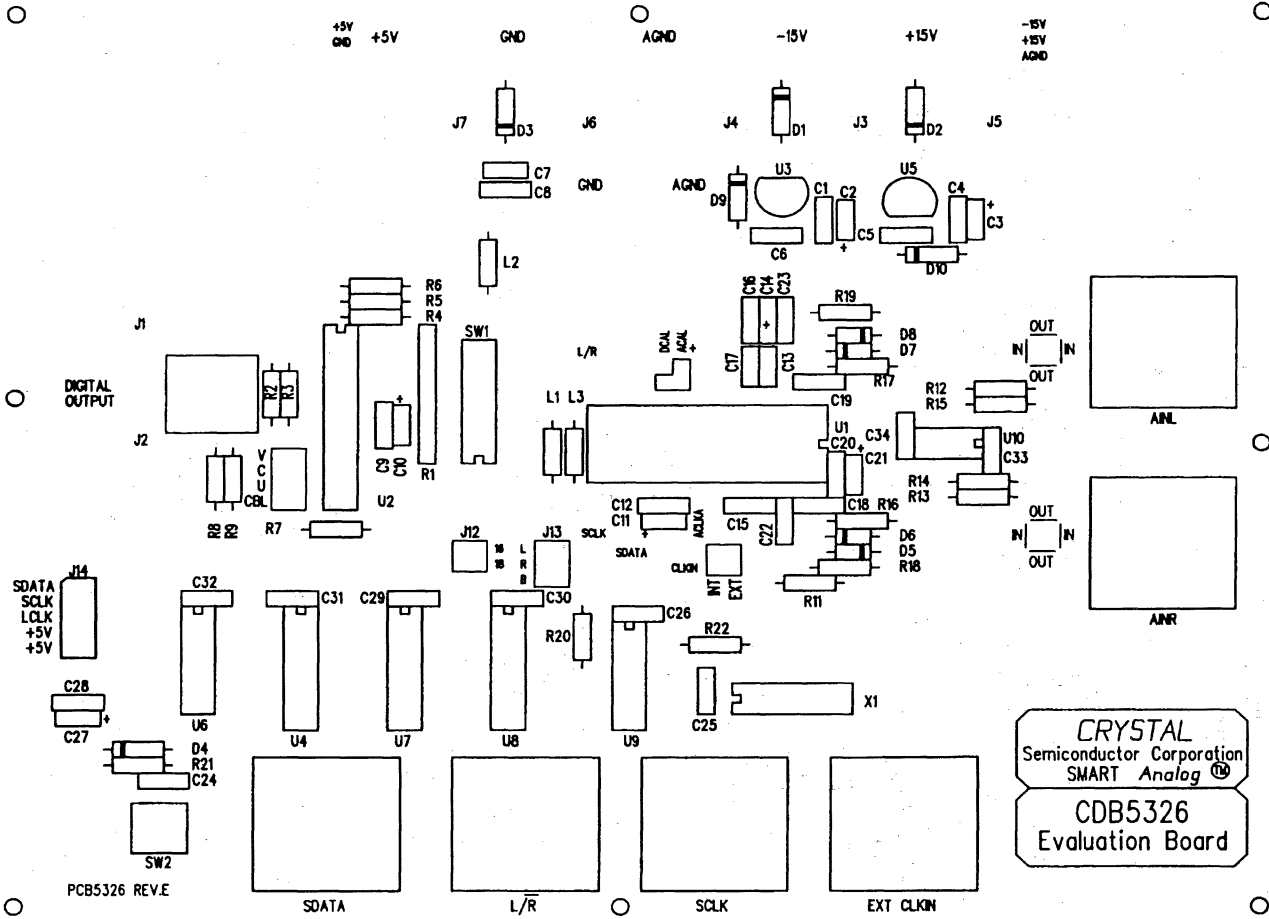 +5V
GND
+5V
GND
AGND
-15V
+15V
-15V
+15V
AGND
J7
D3
J6
J4
D1
J3
D2
J5
C7
C8
GND
AGND
D9
U3
C1
C2
U5
C4
+
C3
C6
+
C5
D10
L2
R6
R5
R4
J1
SW1
L/R
DCAL
ACAL
+
C16
C14
C23
+
R19
D8
D7
R17
C17
C13
C19
OUT
IN
IN
OUT
DIGITAL
OUTPUT
R2
R3
+
C9
C10
R1
L1
L3
R12
R15
AINL
J2
U1
C20
C34
+
C21
U10
C33
V
C
U
CBL
U2
R14
R13
R8
R9
R7
C12
C11
+
ACLKA
C15
C22
C18
R16
D6
D5
R18
OUT
IN
IN
OUT
J12
16
18
J13
L
R
B
SCLK
SDATA
CLKIN
INT
EXT
R11
J14
SDATA
SCLK
LCLK
+5V
+5V
C32
C31
C29
C30
R20
C26
R22
AINR
C28
+
C27
U6
U4
U7
U8
U9
C25
X1
D4
R21
C24
SW2
CRYSTAL
Semiconductor Corporation
SMART Analog TM
CDB5326
Evaluation Board
PCB5326 REV.E
SDATA
L/R̅
SCLK
EXT CLKIN